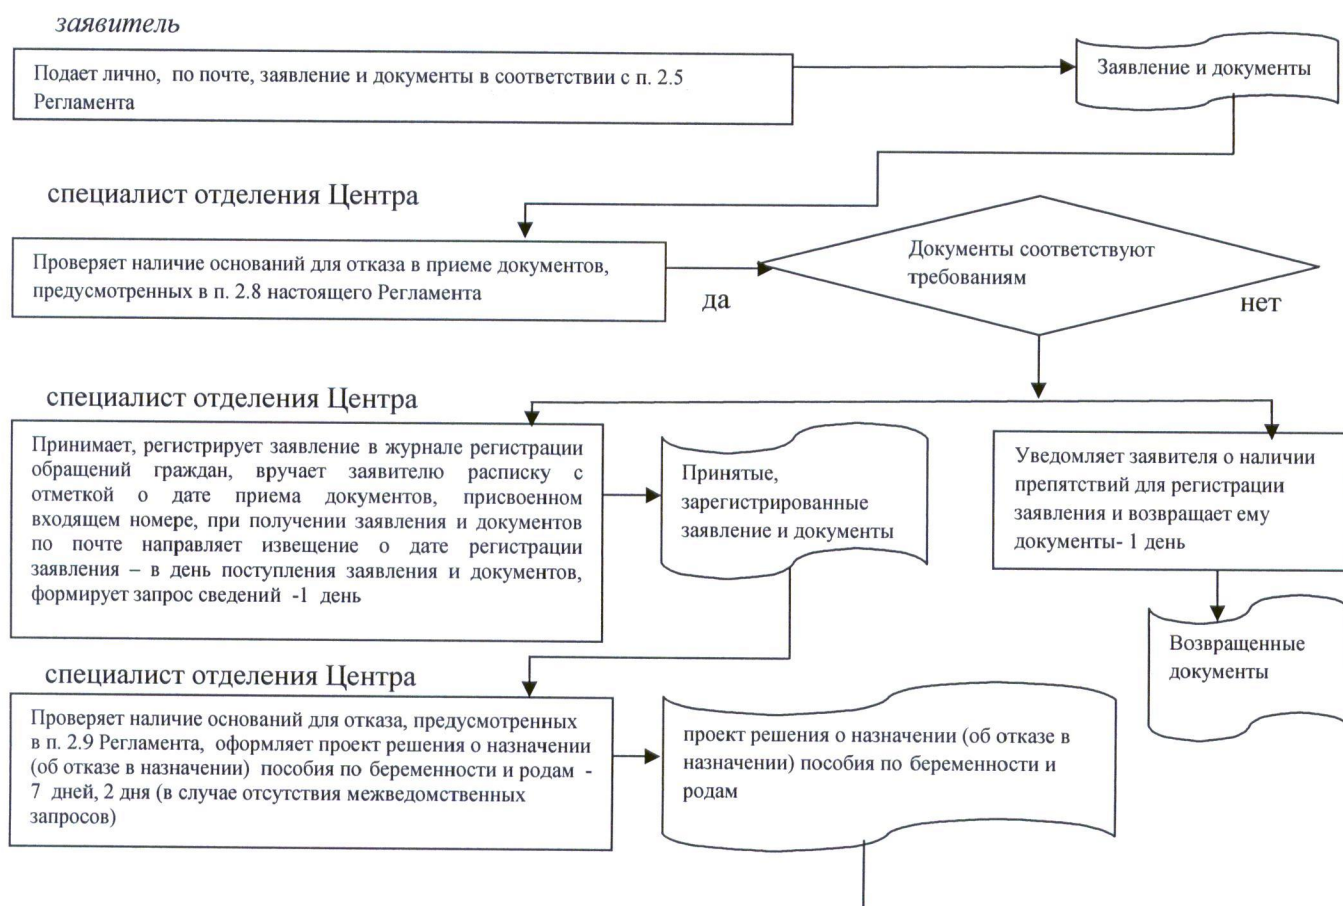 заявитель
Подает лично, по почте, заявление и документы в соответствии с п. 2.5
Регламента
Заявление и документы
специалист отделения Центра
Проверяет наличие оснований для отказа в приеме документов,
предусмотренных в п. 2.8 настоящего Регламента
Документы соответствуют
требованиям
да
нет
специалист отделения Центра
Принимает, регистрирует заявление в журнале регистрации
обращений граждан, вручает заявителю расписку с
отметкой о дате приема документов, присвоенном
входящем номере, при получении заявления и документов
по почте направляет извещение о дате регистрации
заявления – в день поступления заявления и документов,
формирует запрос сведений -1 день
Принятые,
зарегистрированные
заявление и документы
Уведомляет заявителя о наличии
препятствий для регистрации
заявления и возвращает ему
документы- 1 день
Возвращенные
документы
специалист отделения Центра
Проверяет наличие оснований для отказа, предусмотренных
в п. 2.9 Регламента, оформляет проект решения о назначении
(об отказе в назначении) пособия по беременности и родам -
7 дней, 2 дня (в случае отсутствия межведомственных
запросов)
проект решения о назначении (об отказе в
назначении) пособия по беременности и
родам